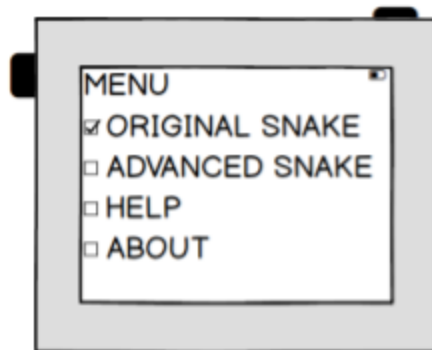 MENU
ORIGINAL SNAKE
ADVANCED SNAKE
HELP
ABOUT